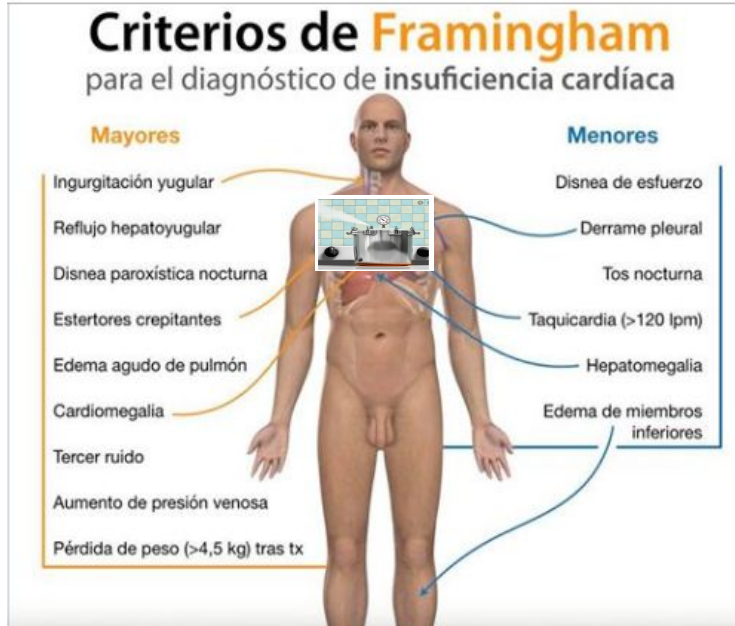 Criterios de Framingham
para el diagnóstico de insuficiencia cardíaca
Mayores
Ingurgitación yugular
Reflujo hepatoyugular
Disnea paroxística nocturna
Estertores crepitantes
Edema agudo de pulmón
Cardiomegalia
Tercer ruido
Aumento de presión venosa
Pérdida de peso (>4,5 kg) tras tx
Menores
Disnea de esfuerzo
Derrame pleural
Tos nocturna
Taquicardia (>120 lpm)
Hepatomegalia
Edema de miembros
inferiores